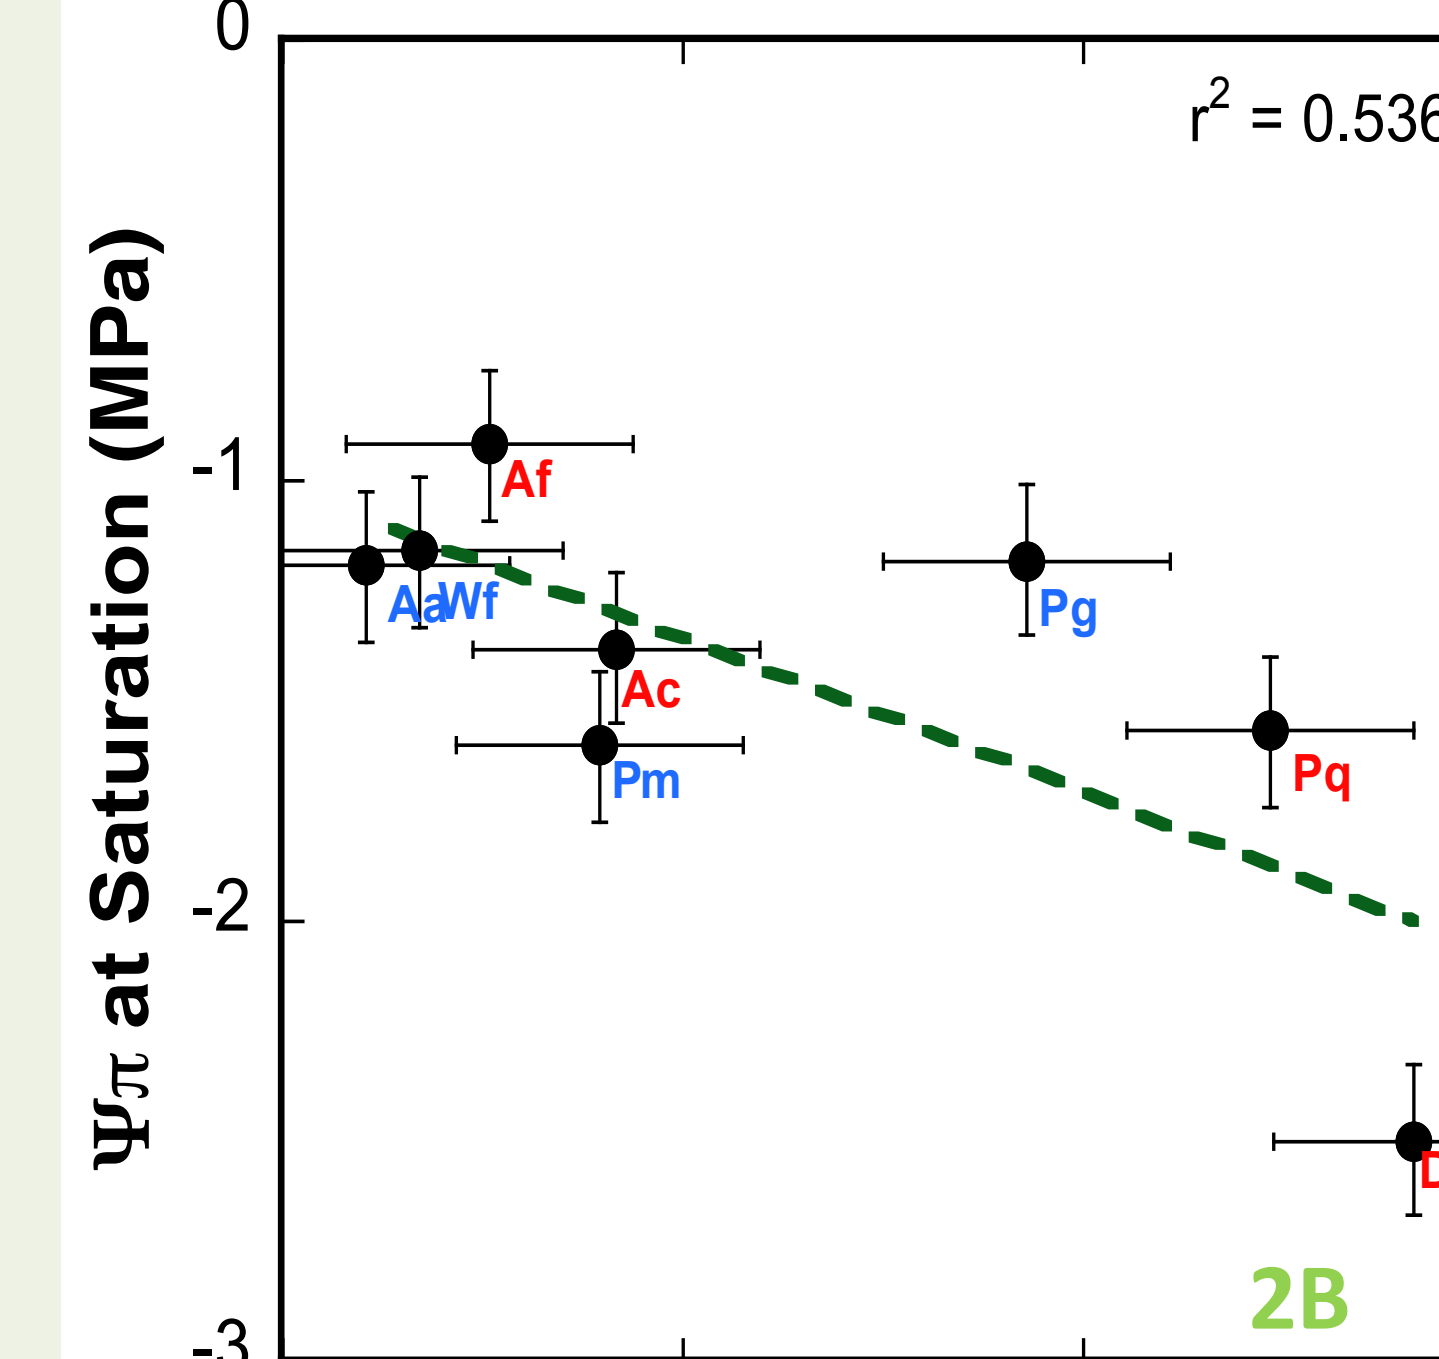 0
r² = 0.536
Ψπ at Saturation (MPa)
-1
Af
Aa
Wf
Pg
Ac
Pm
Pq
-2
D
2B
-3